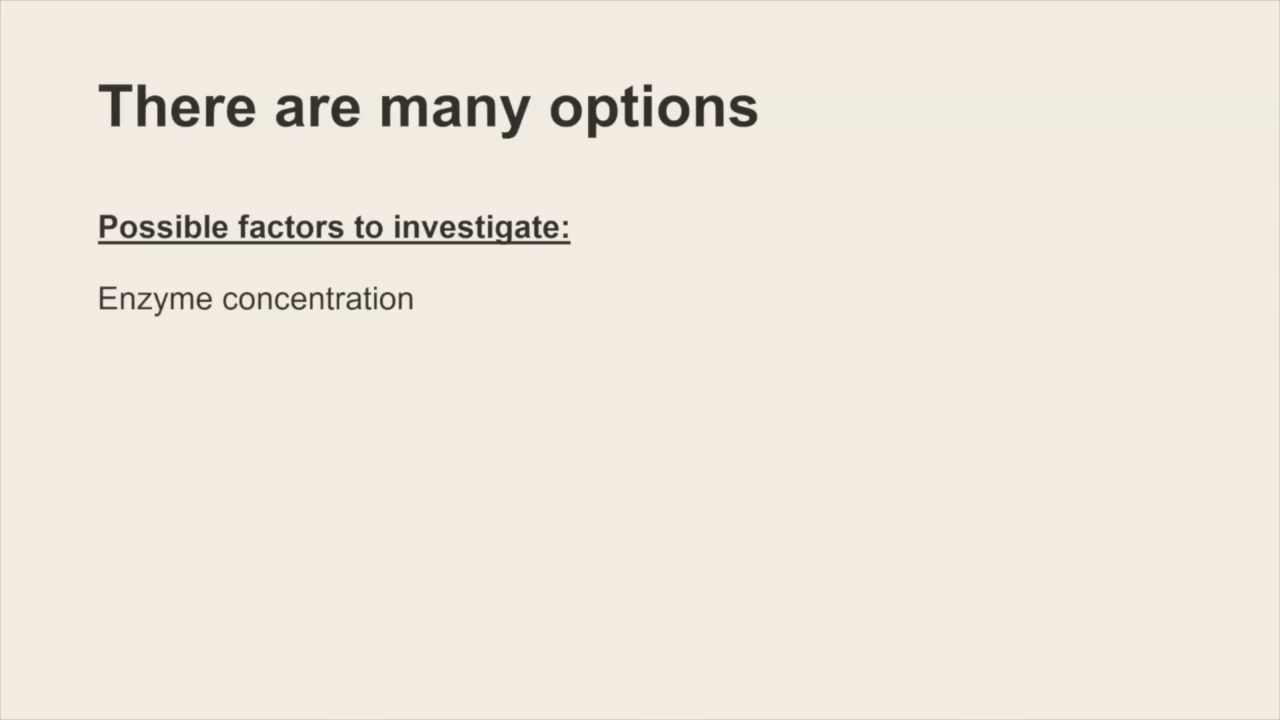 There are many options
Possible factors to investigate:
Enzyme concentration